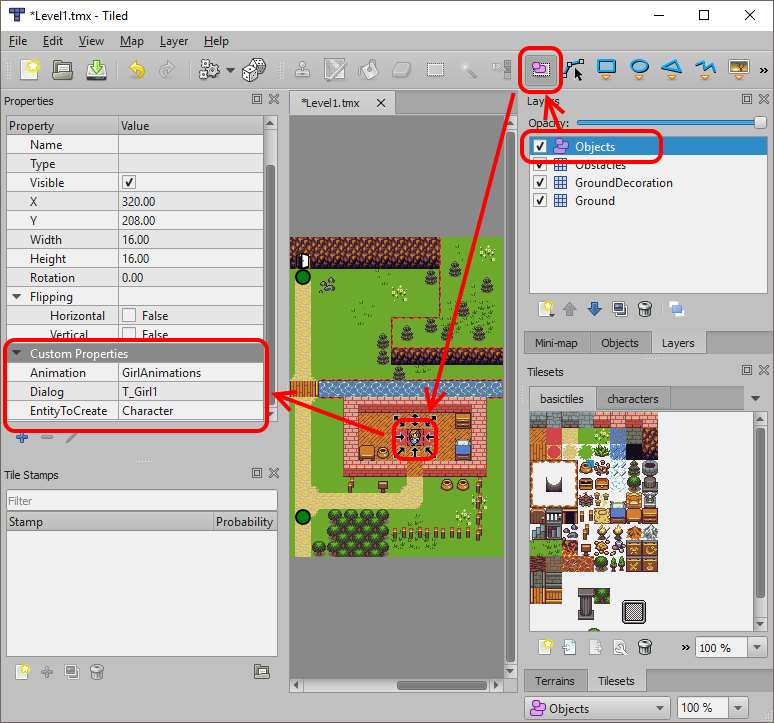 *Level1.tmx - Tiled
File Edit View Map Layer Help
Properties
Property Value
Name
Type
Visible
X 320.00
Y 208.00
Width 16.00
Height 16.00
Rotation 0.00
Flipping
Horizontal False
Vertical False
Custom Properties
Animation GirlAnimations
Dialog T_Girl1
EntityToCreate Character
Tile Stamps
Filter
Stamp Probability
*Level1.tmx
Layers
Opacity:
Objects
Obstacles
GroundDecoration
Ground
Mini-map Objects Layers
Tilesets
basictiles characters
100 %
Terrains Tilesets
Objects 100 %